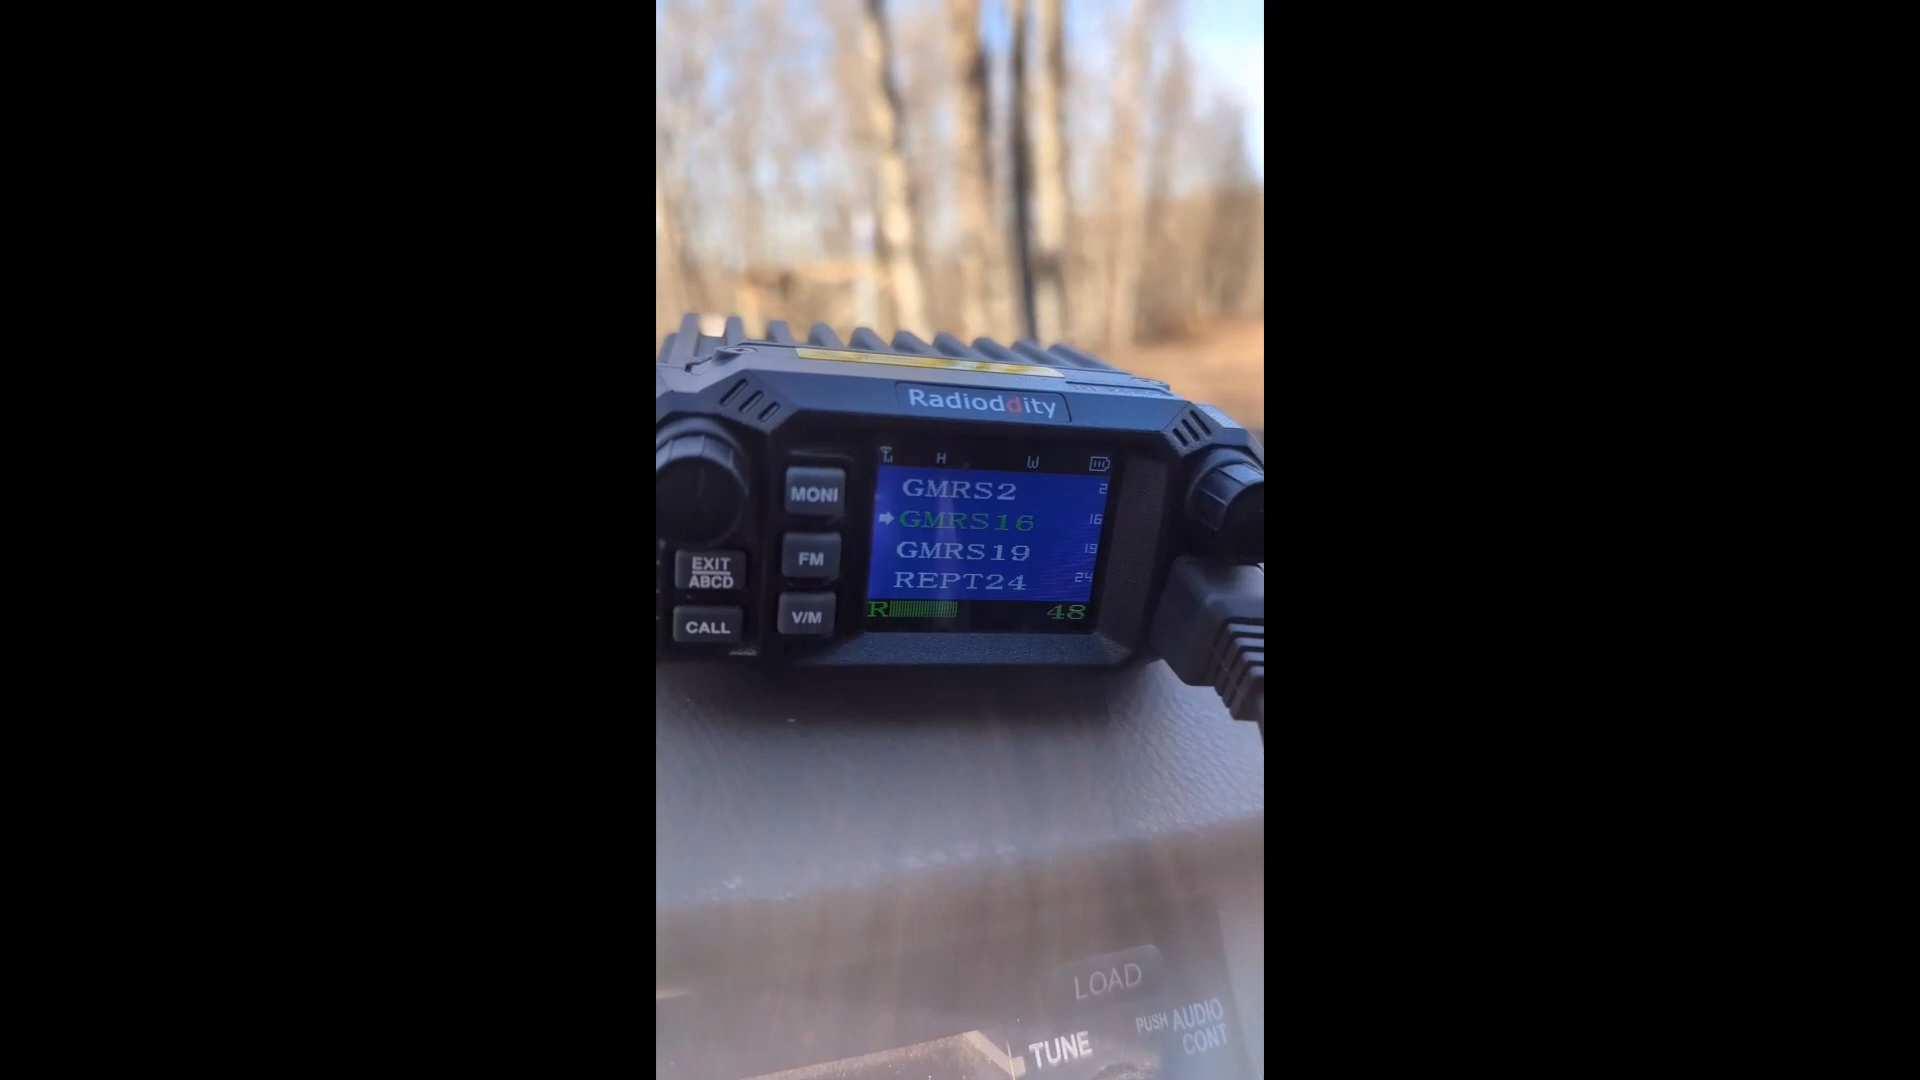 Radioddity
H W
MONI
GMRS2 2
GMRS16 16
FM
GMRS19 19
EXIT
ABCD
REPT24 24
V/M
R 48
CALL
LOAD
PUSH AUDIO
CONT
TUNE